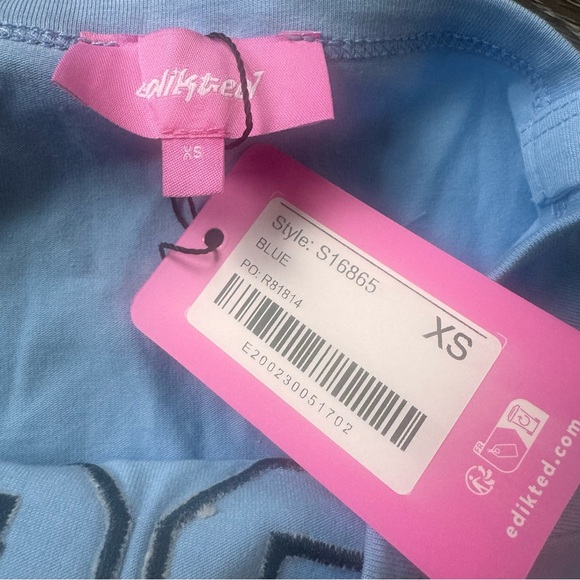 edikted
XS
Style: S16865
BLUE
PO: R81814
XS
E200230051702
edikted.com